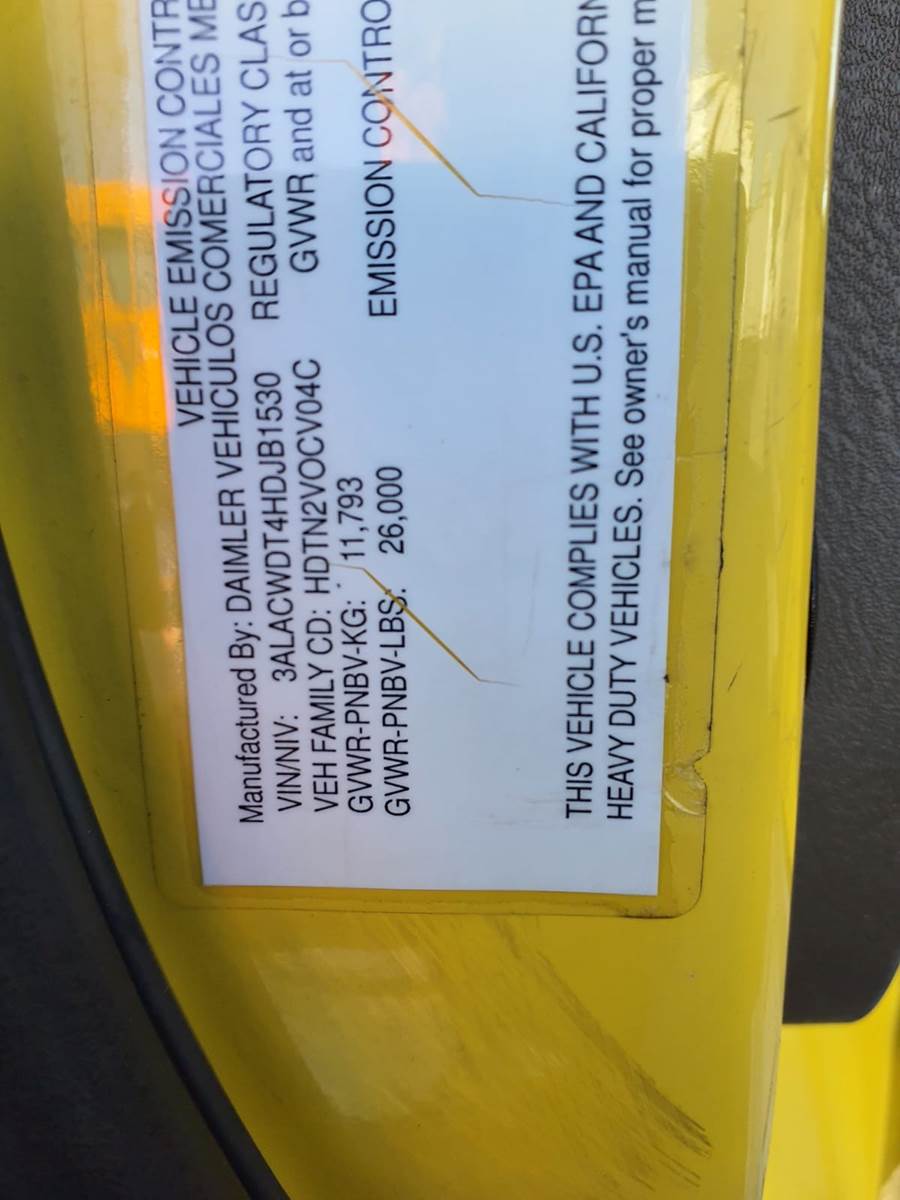 VEHICLE EMISSION CONTR
Manufactured By: DAIMLER VEHICULOS COMERCIALES ME
VIN/NIV: 3ALACWDT4HDJB1530 REGULATORY CLAS
VEH FAMILY CD: HDTN2VOCV04C GVWR and at or b
GVWR-PNBV-KG: 11,793
GVWR-PNBV-LBS: 26,000 EMISSION CONTRO
THIS VEHICLE COMPLIES WITH U.S. EPA AND CALIFORN
HEAVY DUTY VEHICLES. See owner's manual for proper m